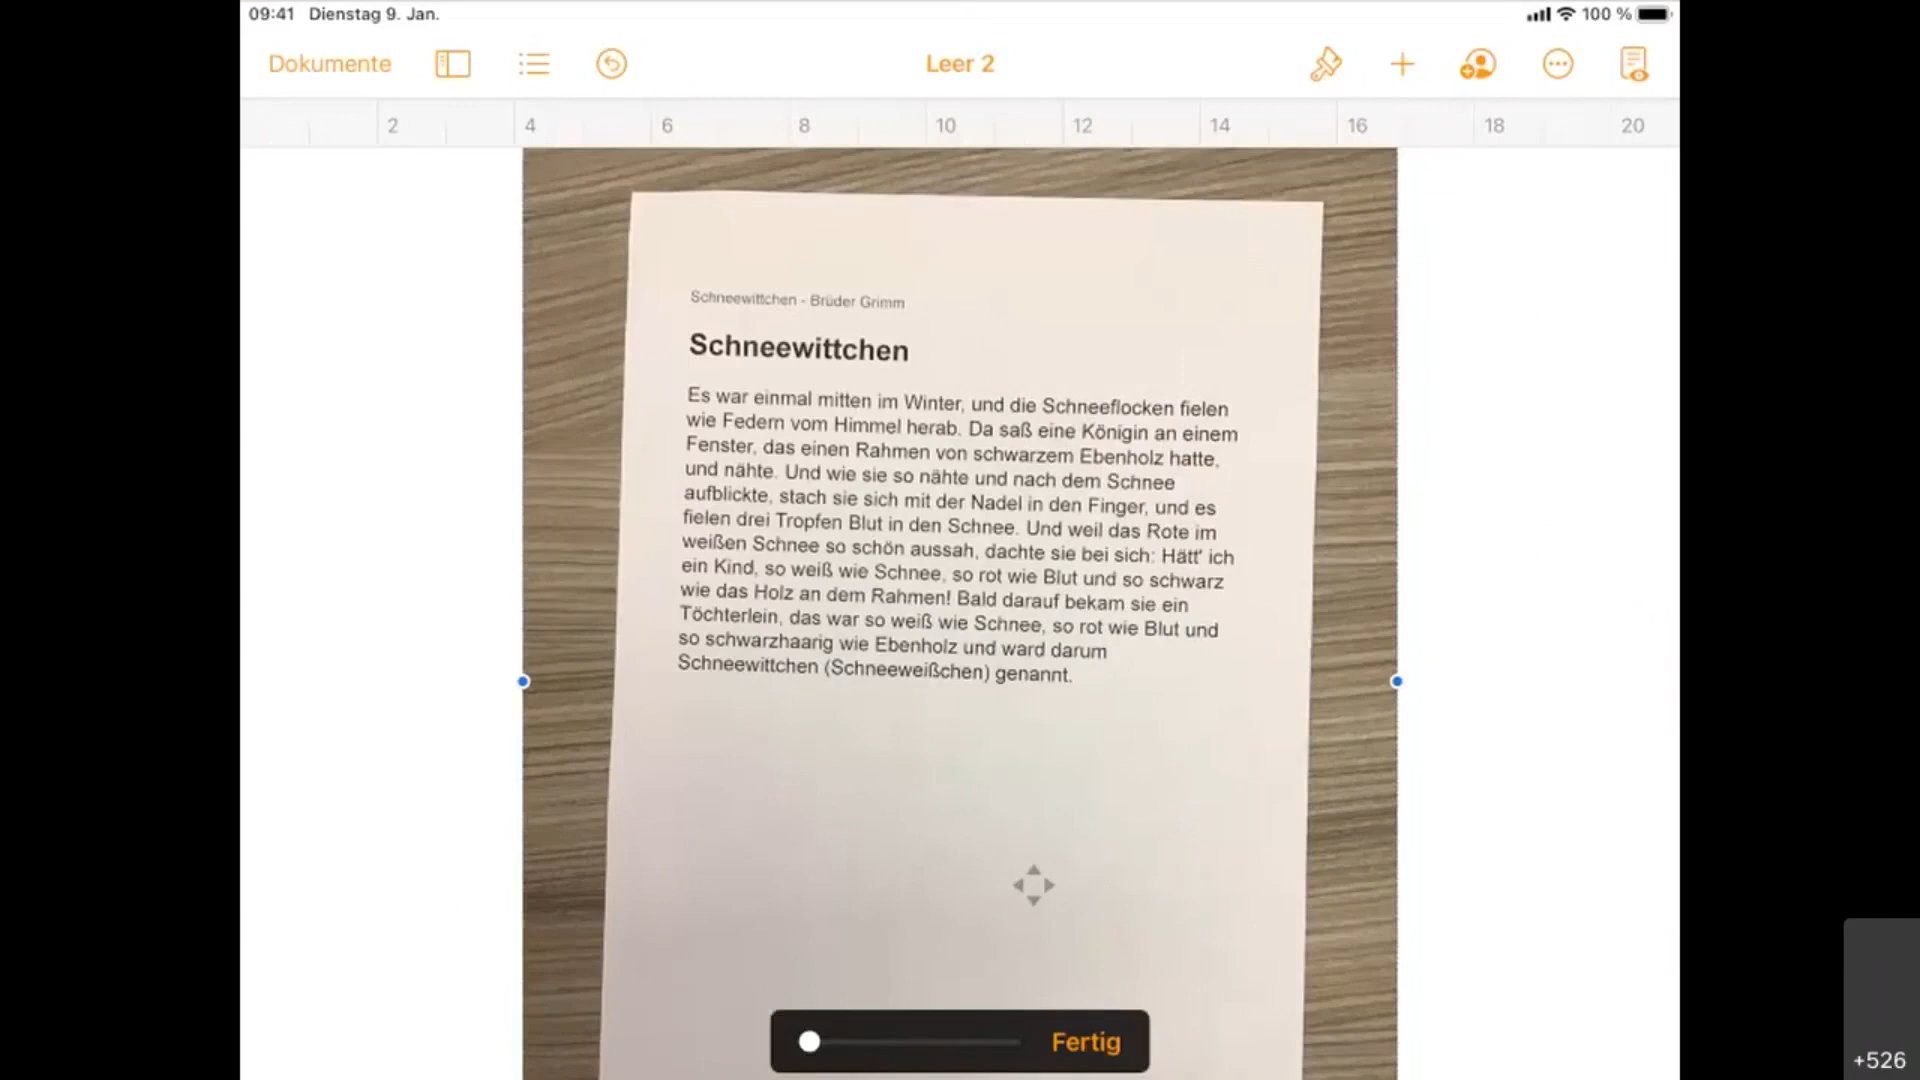 09:41 Dienstag 9. Jan.
100 %
Dokumente
Leer 2
2 4 6 8 10 12 14 16 18 20
Schneewittchen - Brüder Grimm
Schneewittchen
Es war einmal mitten im Winter, und die Schneeflocken fielen
wie Federn vom Himmel herab. Da saß eine Königin an einem
Fenster, das einen Rahmen von schwarzem Ebenholz hatte,
und nähte. Und wie sie so nähte und nach dem Schnee
aufblickte, stach sie sich mit der Nadel in den Finger, und es
fielen drei Tropfen Blut in den Schnee. Und weil das Rote im
weißen Schnee so schön aussah, dachte sie bei sich: Hätt' ich
ein Kind, so weiß wie Schnee, so rot wie Blut und so schwarz
wie das Holz an dem Rahmen! Bald darauf bekam sie ein
Töchterlein, das war so weiß wie Schnee, so rot wie Blut und
so schwarzhaarig wie Ebenholz und ward darum
Schneewittchen (Schneeweißchen) genannt.
Fertig
+526